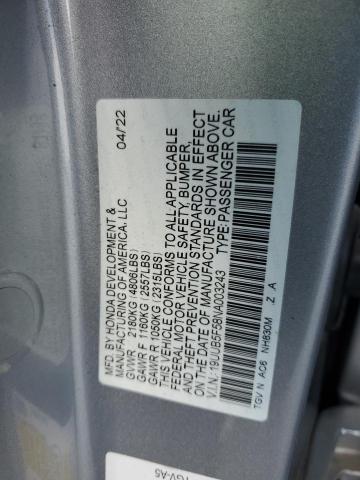 MFD. BY HONDA DEVELOPMENT & 04/22
MANUFACTURING OF AMERICA, LLC
GVWR 2180KG (4806LBS)
GAWR F 1160KG (2557LBS)
GAWR R 1050KG (2315LBS)
THIS VEHICLE CONFORMS TO ALL APPLICABLE
FEDERAL MOTOR VEHICLE SAFETY, BUMPER,
AND THEFT PREVENTION STANDARDS IN EFFECT
ON THE DATE OF MANUFACTURE SHOWN ABOVE.
V.I.N.: 19UUB5F58NA003243
TYPE: PASSENGER CAR
TGV N AC6 NH830M Z A
TGV-A5